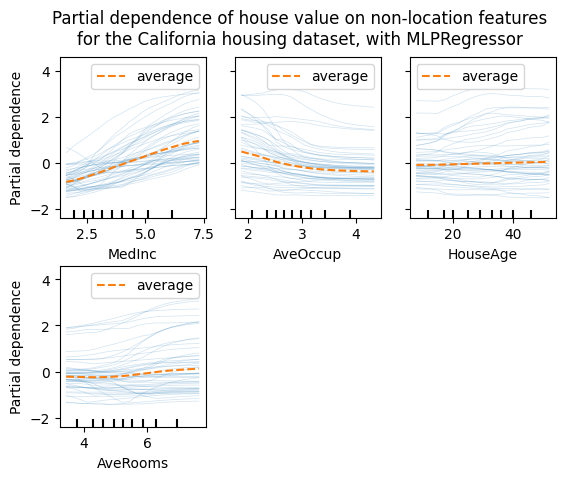 Partial dependence of house value on non-location features
for the California housing dataset, with MLPRegressor
average
average
average
Partial dependence
4
2
0
−2
2.5
5.0
7.5
2
3
4
20
40
MedInc
AveOccup
HouseAge
average
Partial dependence
4
2
0
−2
4
6
AveRooms